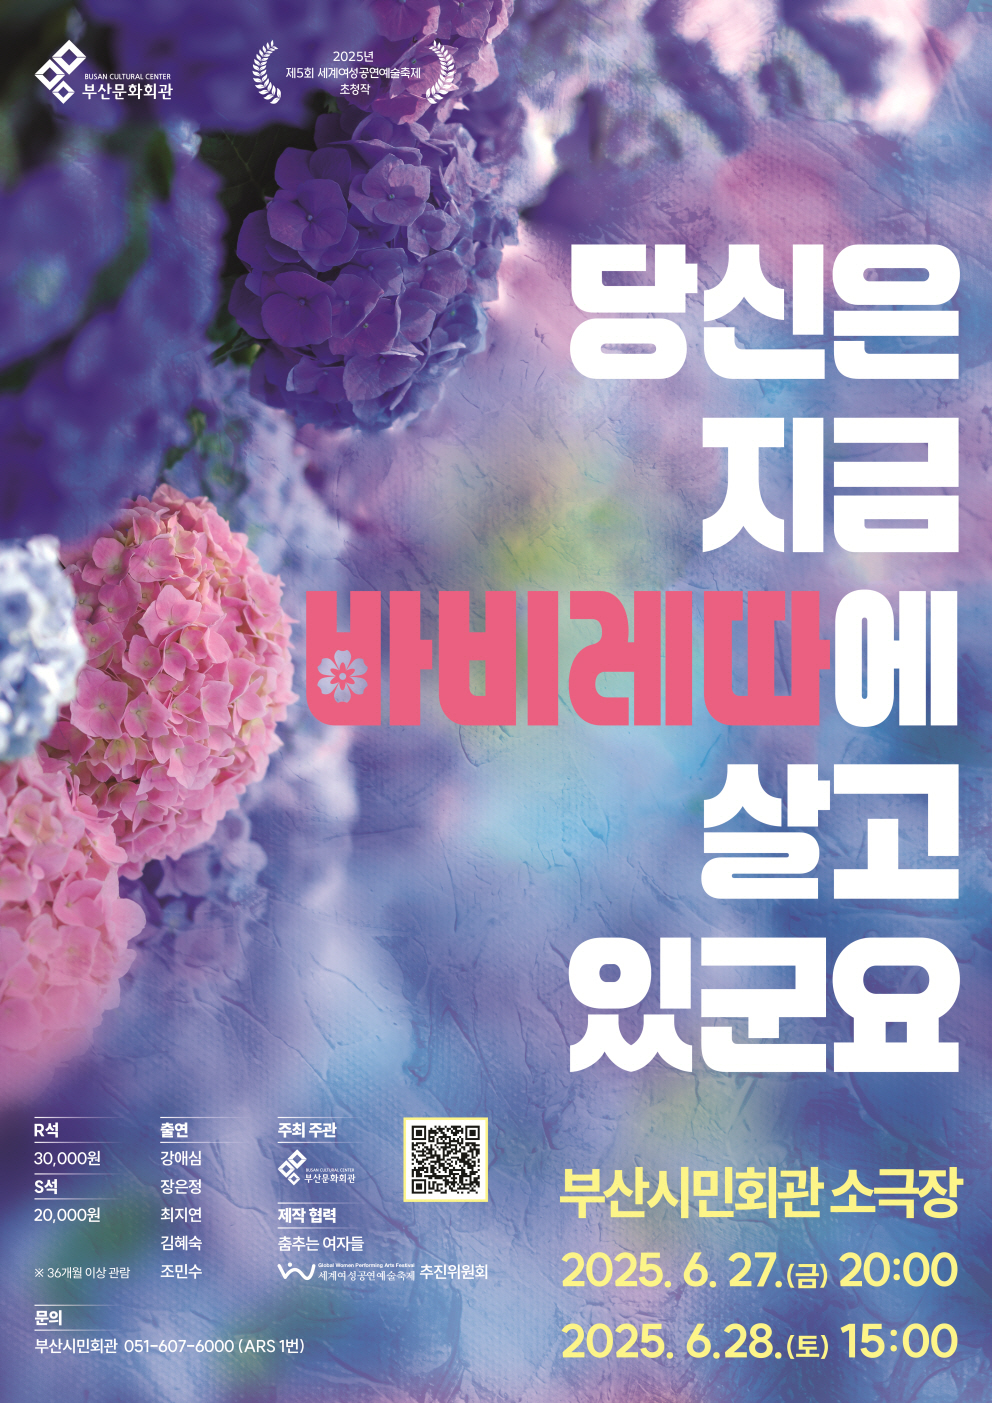 BUSAN CULTURAL CENTER
부산문화회관
2025년
제5회 세계여성공연예술축제
초청작
당신은
지금
바비레따에
살고
있군요
R석
30,000원
S석
20,000원
※ 36개월 이상 관람
출연
강애심
장은정
최지연
김혜숙
조민수
주최 주관
BUSAN CULTURAL CENTER
부산문화회관
제작 협력
춤추는 여자들
Global Women Performing Arts Festival
세계여성공연예술축제 추진위원회
문의
부산시민회관 051-607-6000 (ARS 1번)
부산시민회관 소극장
2025. 6. 27.(금) 20:00
2025. 6.28.(토) 15:00